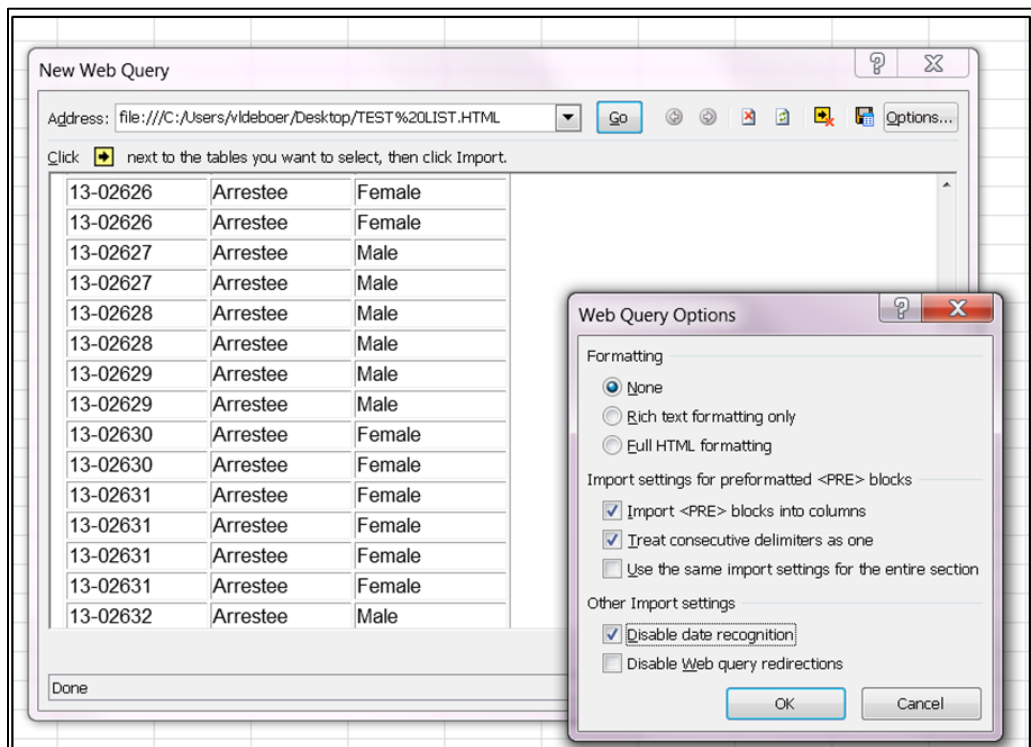 New Web Query
Address: file:///C:/Users/vldeboer/Desktop/TEST%20LIST.HTML Go Options...
Click next to the tables you want to select, then click Import.
13-02626 Arrestee Female
13-02626 Arrestee Female
13-02627 Arrestee Male
13-02627 Arrestee Male
13-02628 Arrestee Male
13-02628 Arrestee Male
13-02629 Arrestee Male
13-02629 Arrestee Male
13-02630 Arrestee Female
13-02630 Arrestee Female
13-02631 Arrestee Female
13-02631 Arrestee Female
13-02631 Arrestee Female
13-02631 Arrestee Female
13-02632 Arrestee Male
Done
Web Query Options
Formatting
None
Rich text formatting only
Full HTML formatting
Import settings for preformatted <PRE> blocks
Import <PRE> blocks into columns
Treat consecutive delimiters as one
Use the same import settings for the entire section
Other Import settings
Disable date recognition
Disable Web query redirections
OK Cancel